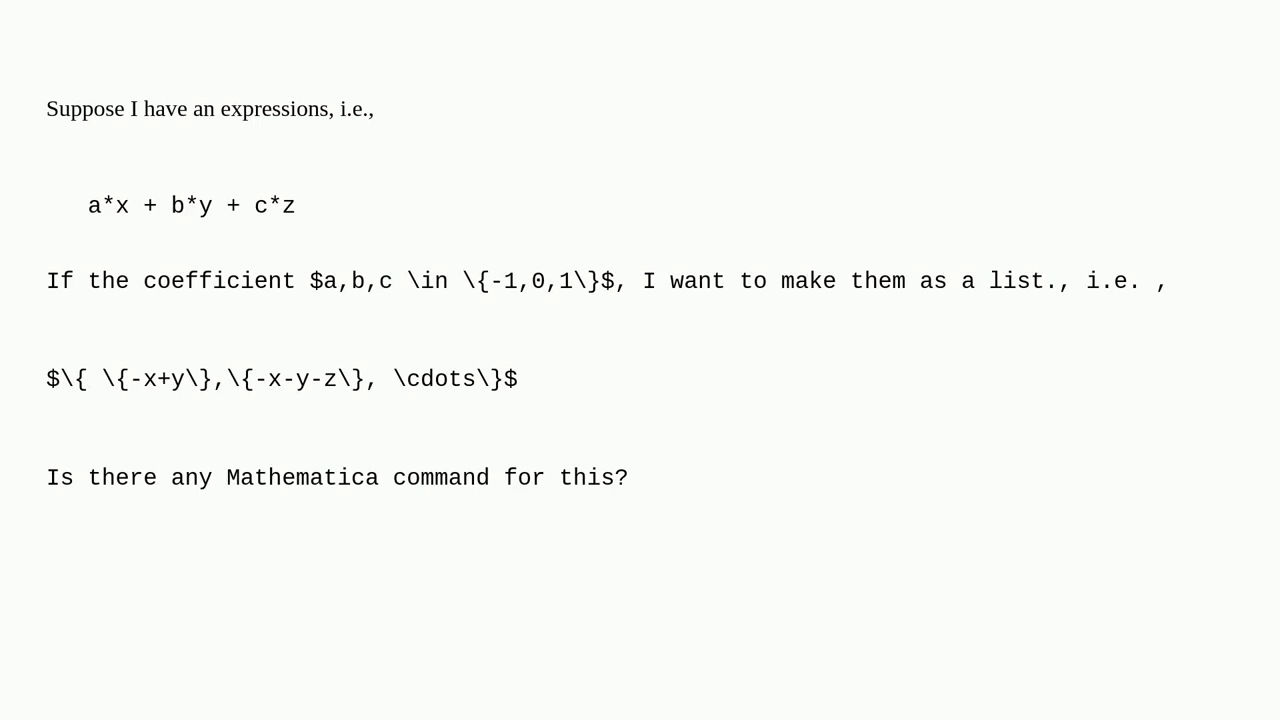 Suppose I have an expressions, i.e.,
a*x + b*y + c*z
If the coefficient $a,b,c \in \{-1,0,1\}$, I want to make them as a list., i.e. ,
$\{ \{-x+y\},\{-x-y-z\}, \cdots\}$
Is there any Mathematica command for this?